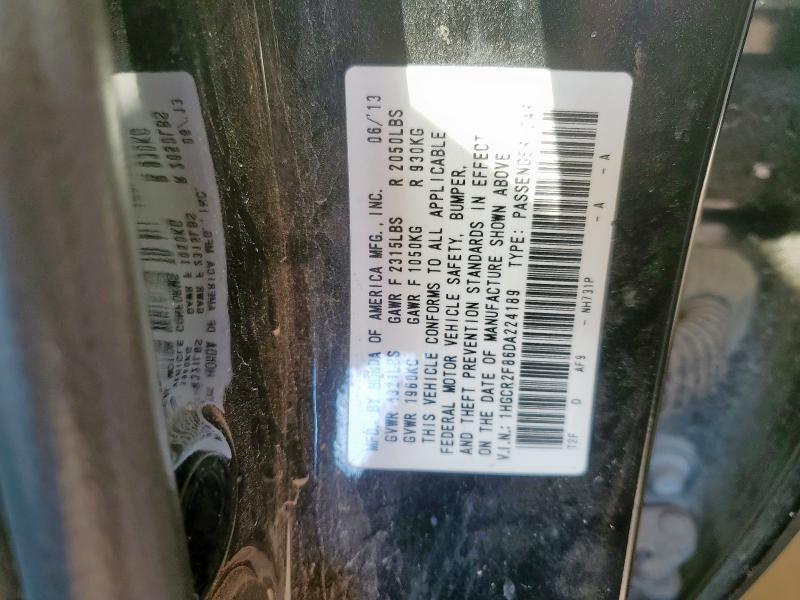 MFD. BY HONDA OF AMERICA MFG., INC. 06/'13
GVWR 4321LBS GAWR F 2315LBS R 2050LBS
GVWR 1960KG GAWR F 1050KG R 930KG
THIS VEHICLE CONFORMS TO ALL APPLICABLE
FEDERAL MOTOR VEHICLE SAFETY, BUMPER,
AND THEFT PREVENTION STANDARDS IN EFFECT
ON THE DATE OF MANUFACTURE SHOWN ABOVE
V.I.N.: 1HGCR2F86DA224189 TYPE: PASSENGER CAR
T2F D AF9 - NH731P - A - A